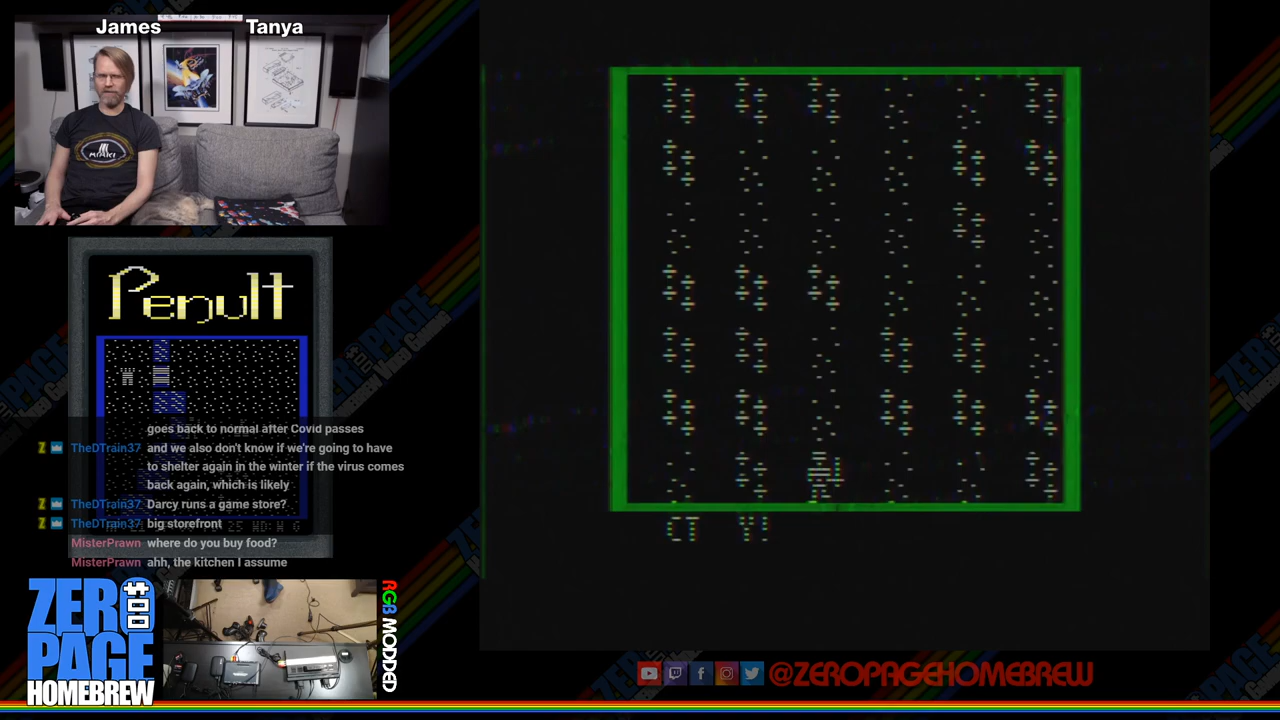 James
Tanya
MIAKI
Penult
goes back to normal after Covid passes
TheDTrain37 and we also don't know if we're going to have
to shelter again in the winter if the virus comes
back again, which is likely
TheDTrain37 Darcy runs a game store?
TheDTrain37 big storefront
MisterPrawn where do you buy food?
MisterPrawn ahh, the kitchen I assume
CT Y!
ZERO
$00
PAGE
HOMEBREW
RGB MODDED
@ZEROPAGEHOMEBREW